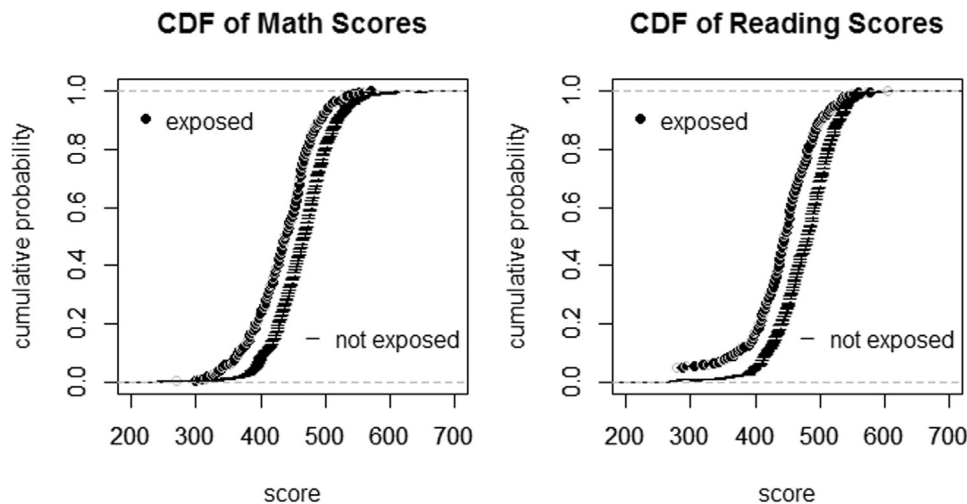 CDF of Math Scores
cumulative probability
1.0
0.8
0.6
0.4
0.2
0.0
exposed
not exposed
200 300 400 500 600 700
score
CDF of Reading Scores
cumulative probability
1.0
0.8
0.6
0.4
0.2
0.0
exposed
not exposed
200 300 400 500 600 700
score